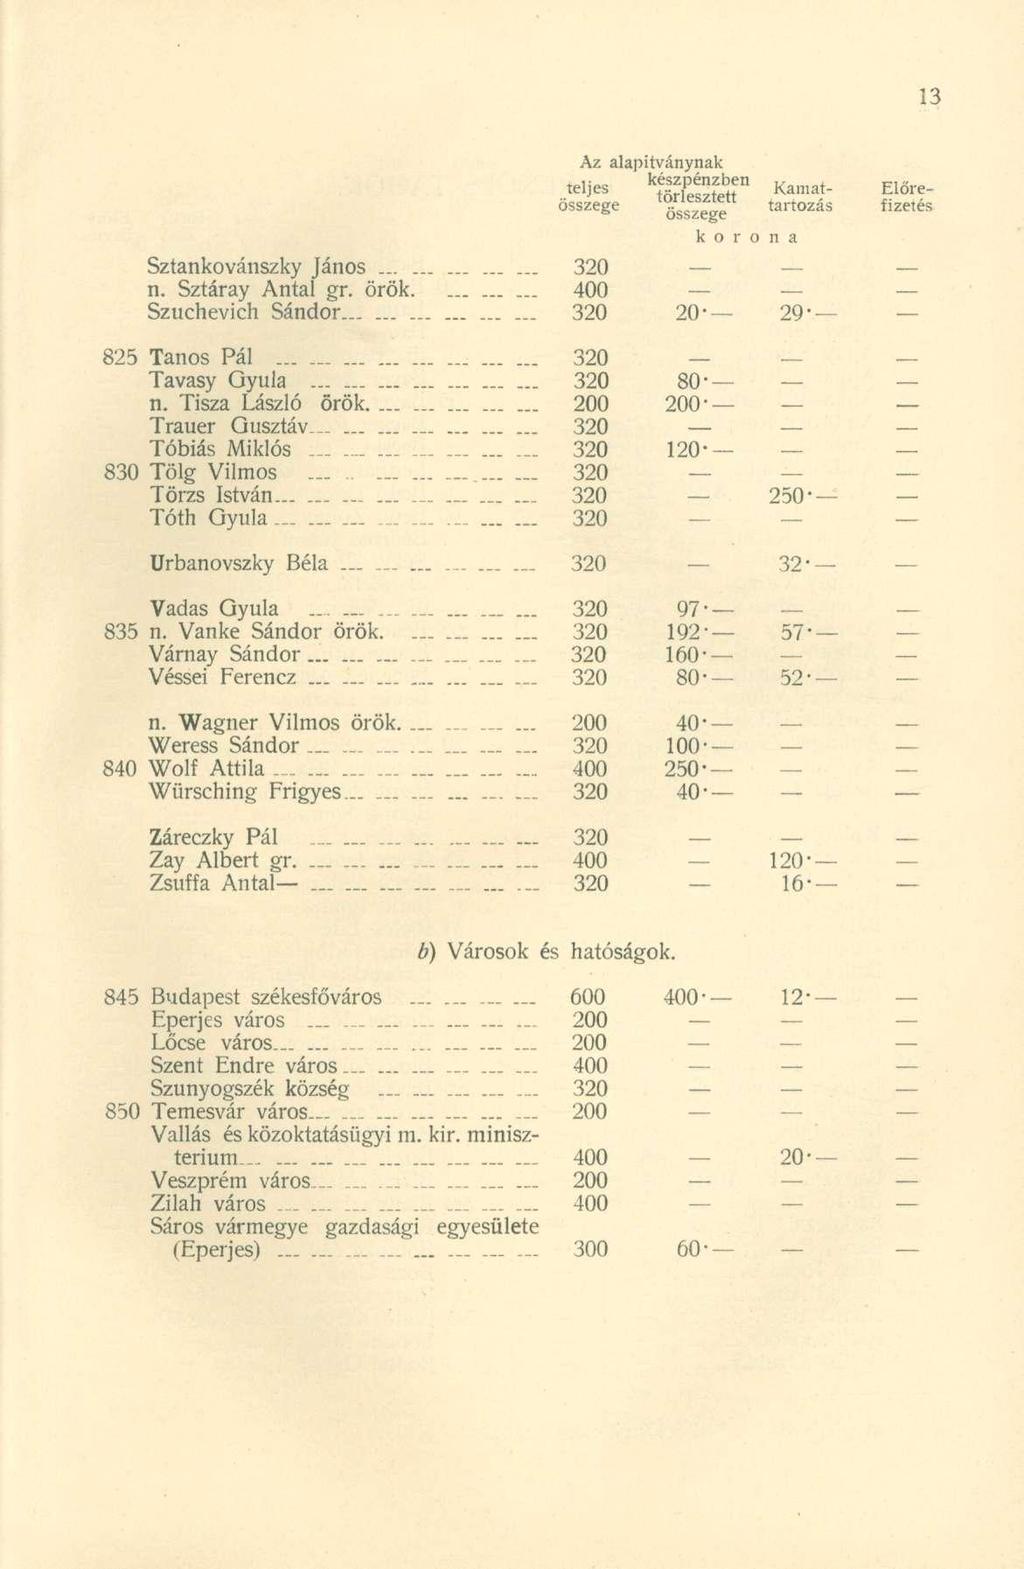 13
Az alapitványnak
teljes összege készpénzben törlesztett összege Kamat-tartozás Előre-fizetés
korona
Sztankovánszky János 320 — — —
n. Sztáray Antal gr. örök. 400 — — —
Szuchevich Sándor 320 20·— 29·— —
825 Tanos Pál 320 — — —
Tavasy Gyula 320 80·— — —
n. Tisza László örök. 200 200·— — —
Trauer Gusztáv 320 — — —
Tóbiás Miklós 320 120·— — —
830 Tölg Vilmos 320 — — —
Törzs István 320 — 250·— —
Tóth Gyula 320 — — —
Urbanovszky Béla 320 — 32·— —
Vadas Gyula 320 97·— — —
835 n. Vanke Sándor örök. 320 192·— 57·— —
Várnay Sándor 320 160·— — —
Véssei Ferencz 320 80·— 52·— —
n. Wagner Vilmos örök. 200 40·— — —
Weress Sándor 320 100·— — —
840 Wolf Attila 400 250·— — —
Würsching Frigyes 320 40·— — —
Záreczky Pál 320 — — —
Zay Albert gr. 400 — 120·— —
Zsuffa Antal— 320 — 16·— —
b) Városok és hatóságok.
845 Budapest székesfőváros 600 400·— 12·— —
Eperjes város 200 — — —
Lőcse város 200 — — —
Szent Endre város 400 — — —
Szunyogszék község 320 — — —
850 Temesvár város 200 — — —
Vallás és közoktatásügyi m. kir. minisz-
terium 400 — 20·— —
Veszprém város 200 — — —
Zilah város 400 — — —
Sáros vármegye gazdasági egyesülete
(Eperjes) 300 60·— — —